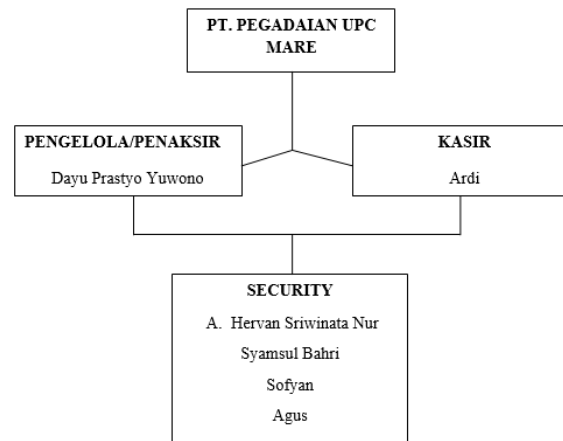 PT. PEGADAIAN UPC
MARE
PENGELOLA/PENAKSIR
Dayu Prastyo Yuwono
KASIR
Ardi
SECURITY
A. Hervan Sriwinata Nur
Syamsul Bahri
Sofyan
Agus